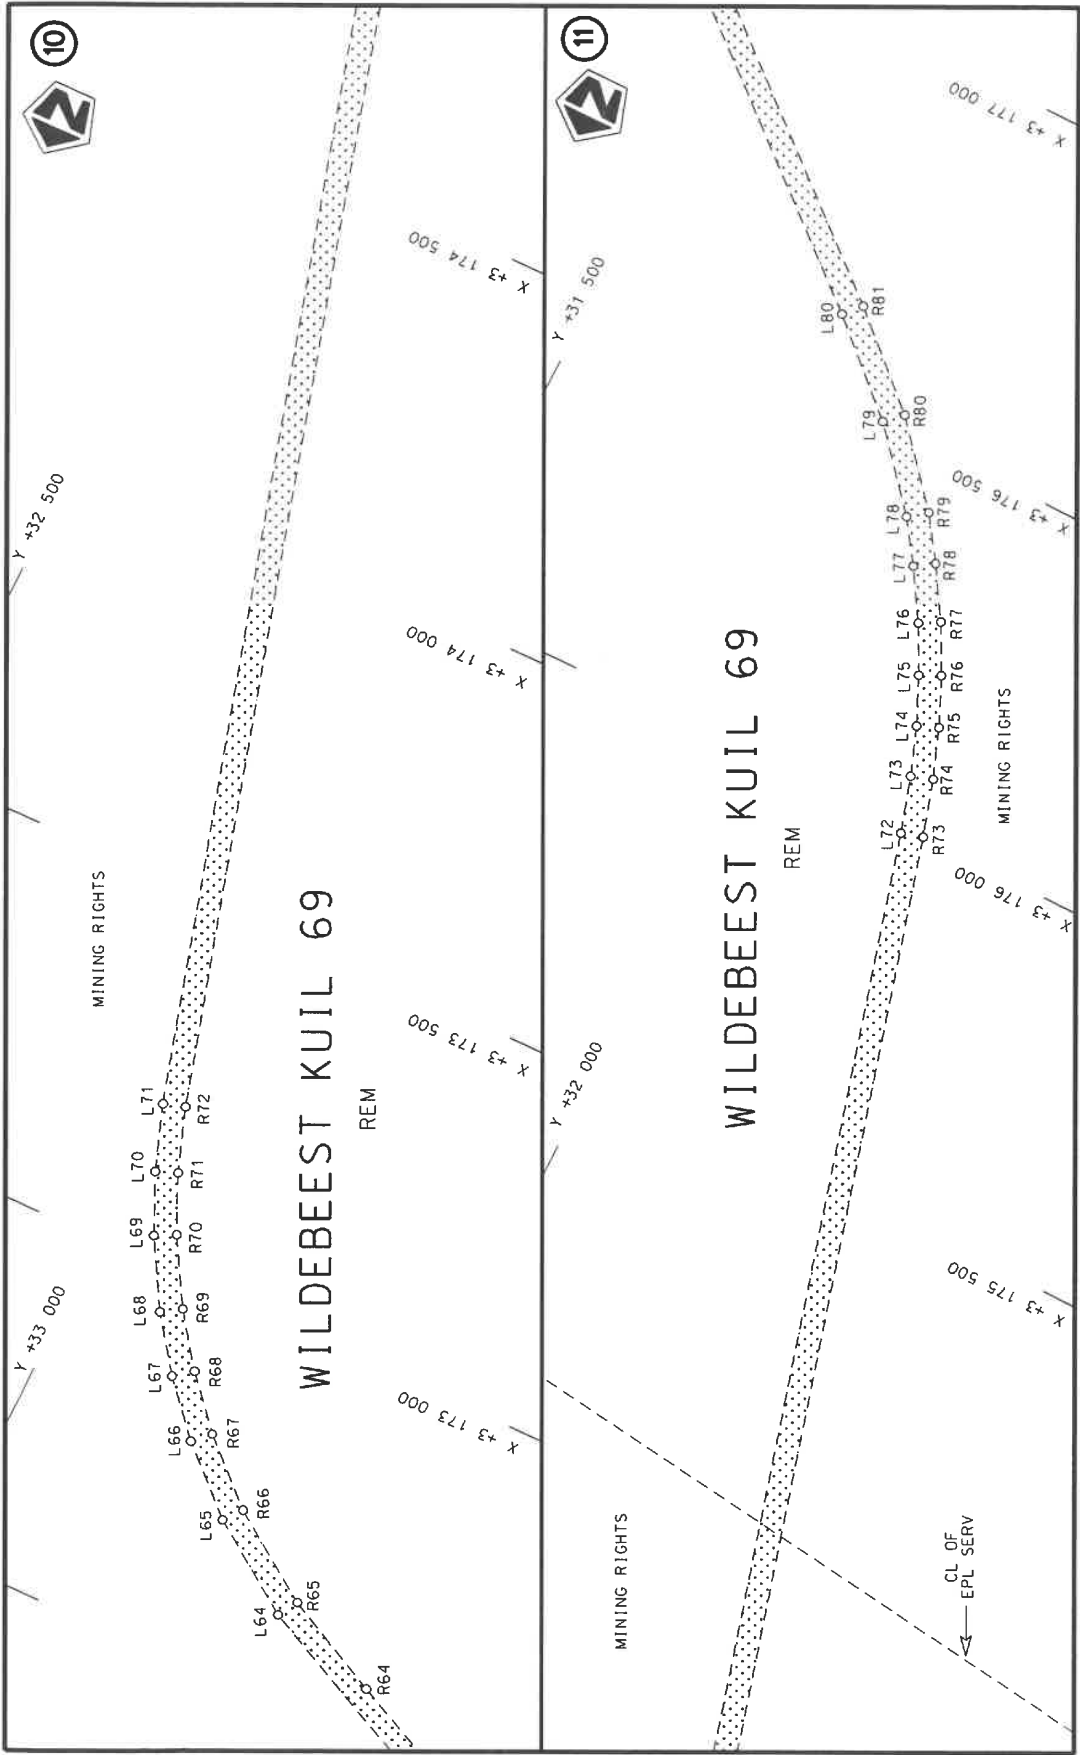 10
Y +33 000
Y +32 500
MINING RIGHTS
L64
L65
L66
L67
L68
L69
L70
L71
R64
R65
R66
R67
R68
R69
R70
R71
R72
WILDEBEEST KUIL 69
REM
X +3 173 000
X +3 173 500
X +3 174 000
X +3 174 500
11
Y +32 000
Y +31 500
MINING RIGHTS
WILDEBEEST KUIL 69
REM
L72
L73
L74
L75
L76
L77
L78
L79
L80
R73
R74
R75
R76
R77
R78
R79
R80
R81
CL OF
EPL SERV
MINING RIGHTS
X +3 175 500
X +3 176 000
X +3 176 500
X +3 177 000